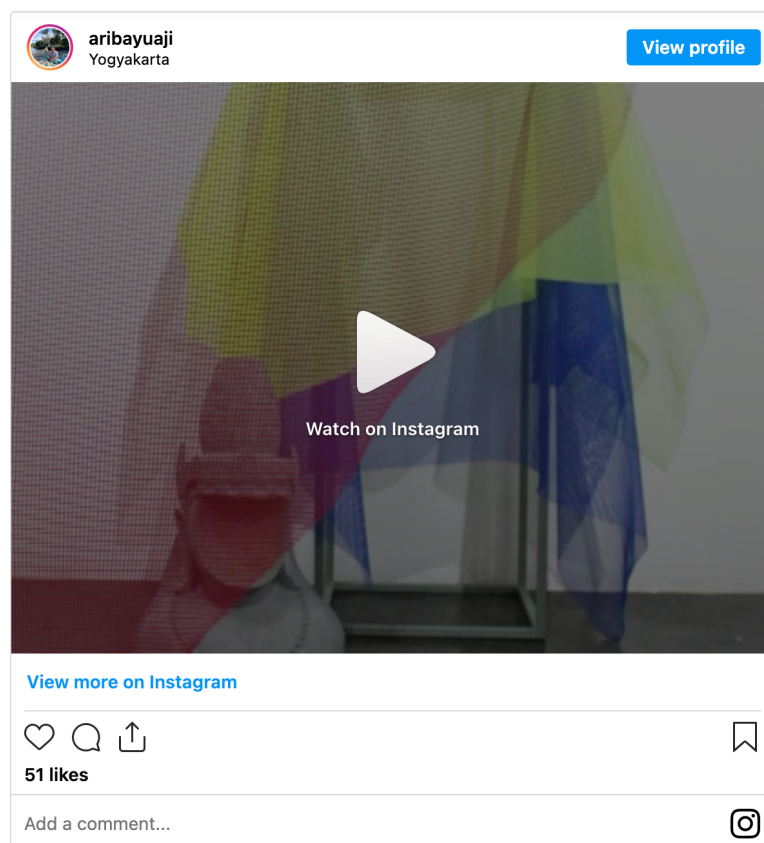 aribayuaji
Yogyakarta
View profile
Watch on Instagram
View more on Instagram
51 likes
Add a comment...